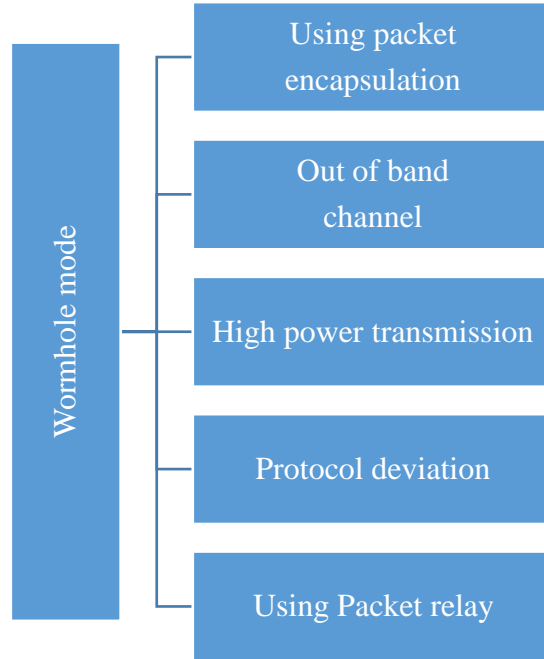 Wormhole mode
Using packet
encapsulation
Out of band
channel
High power transmission
Protocol deviation
Using Packet relay